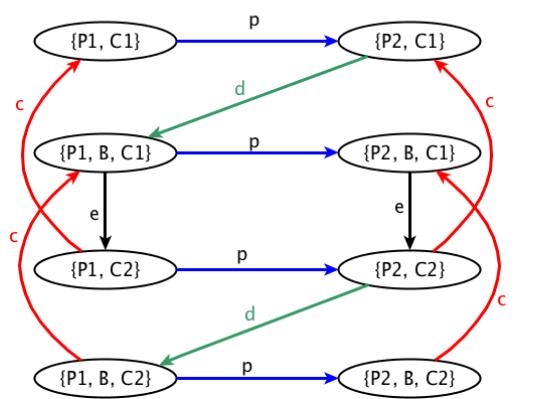 p
{P1, C1} {P2, C1}
c d c
{P1, B, C1} p {P2, B, C1}
e e
c
{P1, C2} p {P2, C2}
d c
{P1, B, C2} p {P2, B, C2}